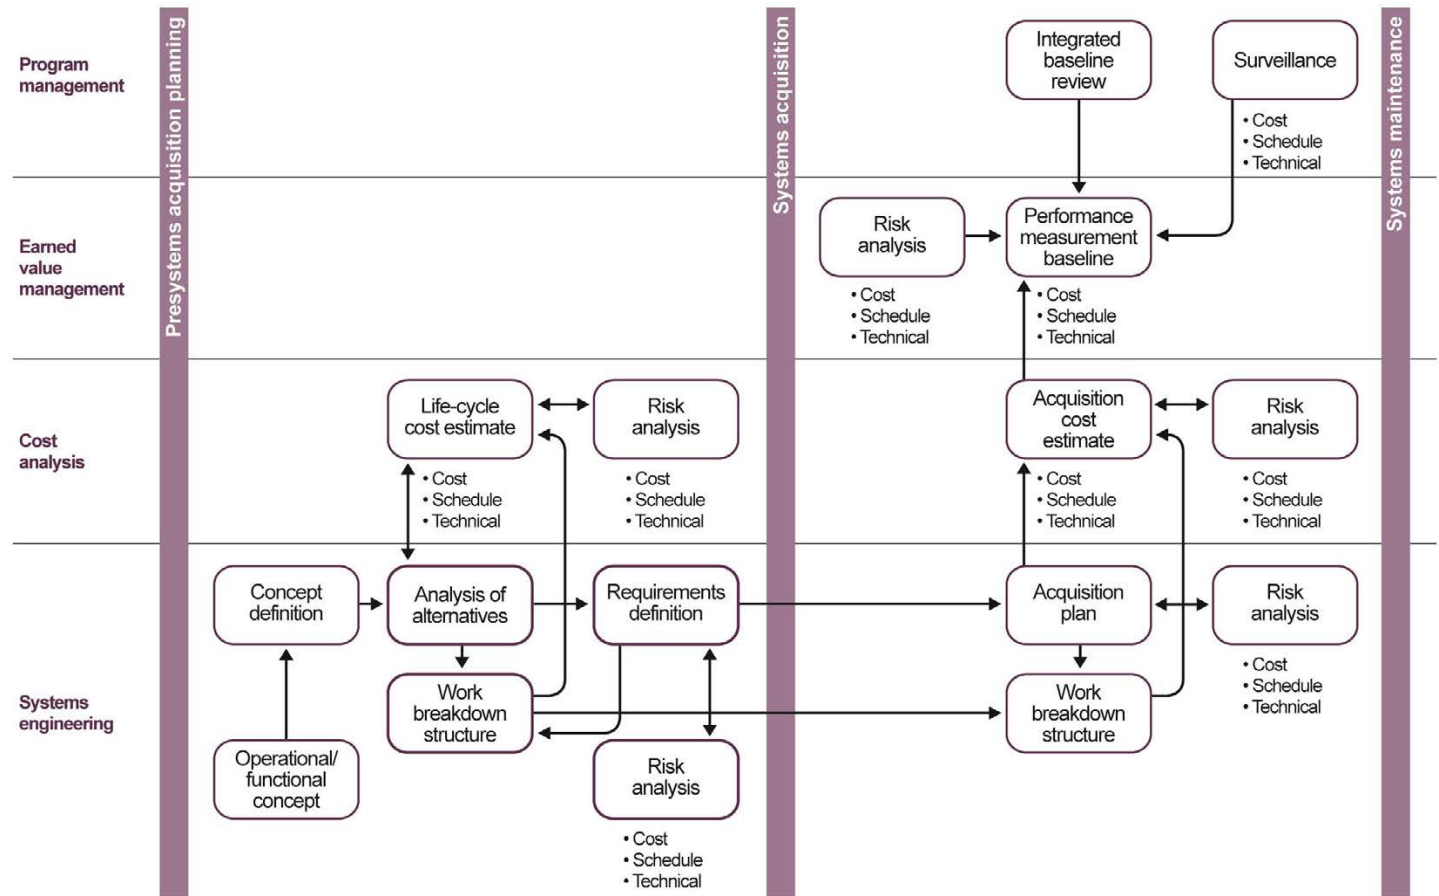 Presystems acquisition planning
Systems acquisition
Systems maintenance
Program
management
Integrated
baseline
review
Surveillance
• Cost
• Schedule
• Technical
Earned
value
management
Risk
analysis
• Cost
• Schedule
• Technical
Performance
measurement
baseline
• Cost
• Schedule
• Technical
Cost
analysis
Life-cycle
cost estimate
• Cost
• Schedule
• Technical
Risk
analysis
• Cost
• Schedule
• Technical
Acquisition
cost
estimate
• Cost
• Schedule
• Technical
Risk
analysis
• Cost
• Schedule
• Technical
Systems
engineering
Concept
definition
Analysis of
alternatives
Requirements
definition
Acquisition
plan
Risk
analysis
• Cost
• Schedule
• Technical
Operational/
functional
concept
Work
breakdown
structure
Risk
analysis
• Cost
• Schedule
• Technical
Work
breakdown
structure